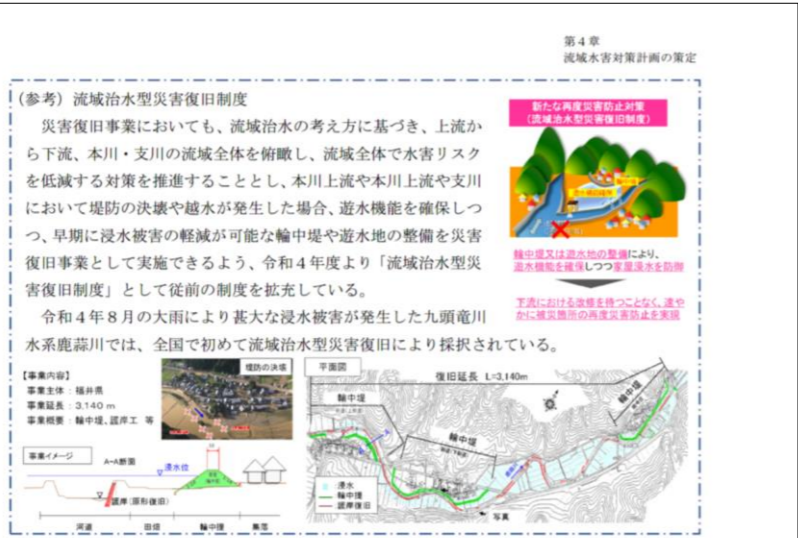 第４章
流域水害対策計画の策定
(参考) 流域治水型災害復旧制度
災害復旧事業においても、流域治水の考え方に基づき、上流か
ら下流、本川・支川の流域全体を俯瞰し、流域全体で水害リスク
を低減する対策を推進することとし、本川上流や本川上流や支川
において堤防の決壊や越水が発生した場合、遊水機能を確保しつ
つ、早期に浸水被害の軽減が可能な輪中堤や遊水地の整備を災害
復旧事業として実施できるよう、令和４年度より「流域治水型災
害復旧制度」として従前の制度を拡充している。
令和４年８月の大雨により甚大な浸水被害が発生した九頭竜川
水系鹿蒜川では、全国で初めて流域治水型災害復旧により採択されている。
新たな再度災害防止対策
(流域治水型災害復旧制度)
輪中堤又は遊水地の整備により、
遊水機能を確保しつつ家屋浸水を防御
下流における改修を待つことなく、速や
かに被災箇所の再度災害防止を実現
【事業内容】
事業主体：福井県
事業延長：3,140 m
事業概要：輪中堤、護岸工 等
堤防の決壊
事業イメージ
A-A断面
浸水位
護岸(原形復旧)
河道 田畑 輪中堤 集落
平面図
復旧延長 L=3,140m
輪中堤
輪中堤
輪中堤
：浸水
：輪中堤
：護岸復旧
写真